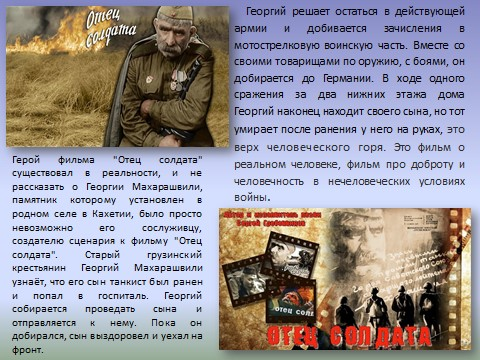 Отец
солдата
Герой фильма "Отец солдата"
существовал в реальности, и не
рассказать о Георгии Махарашвили,
памятник которому установлен в
родном селе в Кахетии, было просто
невозможно его сослуживцу,
создателю сценария к фильму "Отец
солдата". Старый грузинский
крестьянин Георгий Махарашвили
узнаёт, что его сын танкист был ранен
и попал в госпиталь. Георгий
собирается проведать сына и
отправляется к нему. Пока он
добирался, сын выздоровел и уехал на
фронт.
Георгий решает остаться в действующей
армии и добивается зачисления в
мотострелковую воинскую часть. Вместе со
своими товарищами по оружию, с боями, он
добирается до Германии. В ходе одного
сражения за два нижних этажа дома
Георгий наконец находит своего сына, но тот
умирает после ранения у него на руках, это
верх человеческого горя. Это фильм о
реальном человеке, фильм про доброту и
человечность в нечеловеческих условиях
войны.
ОТЕЦ СОЛДАТА